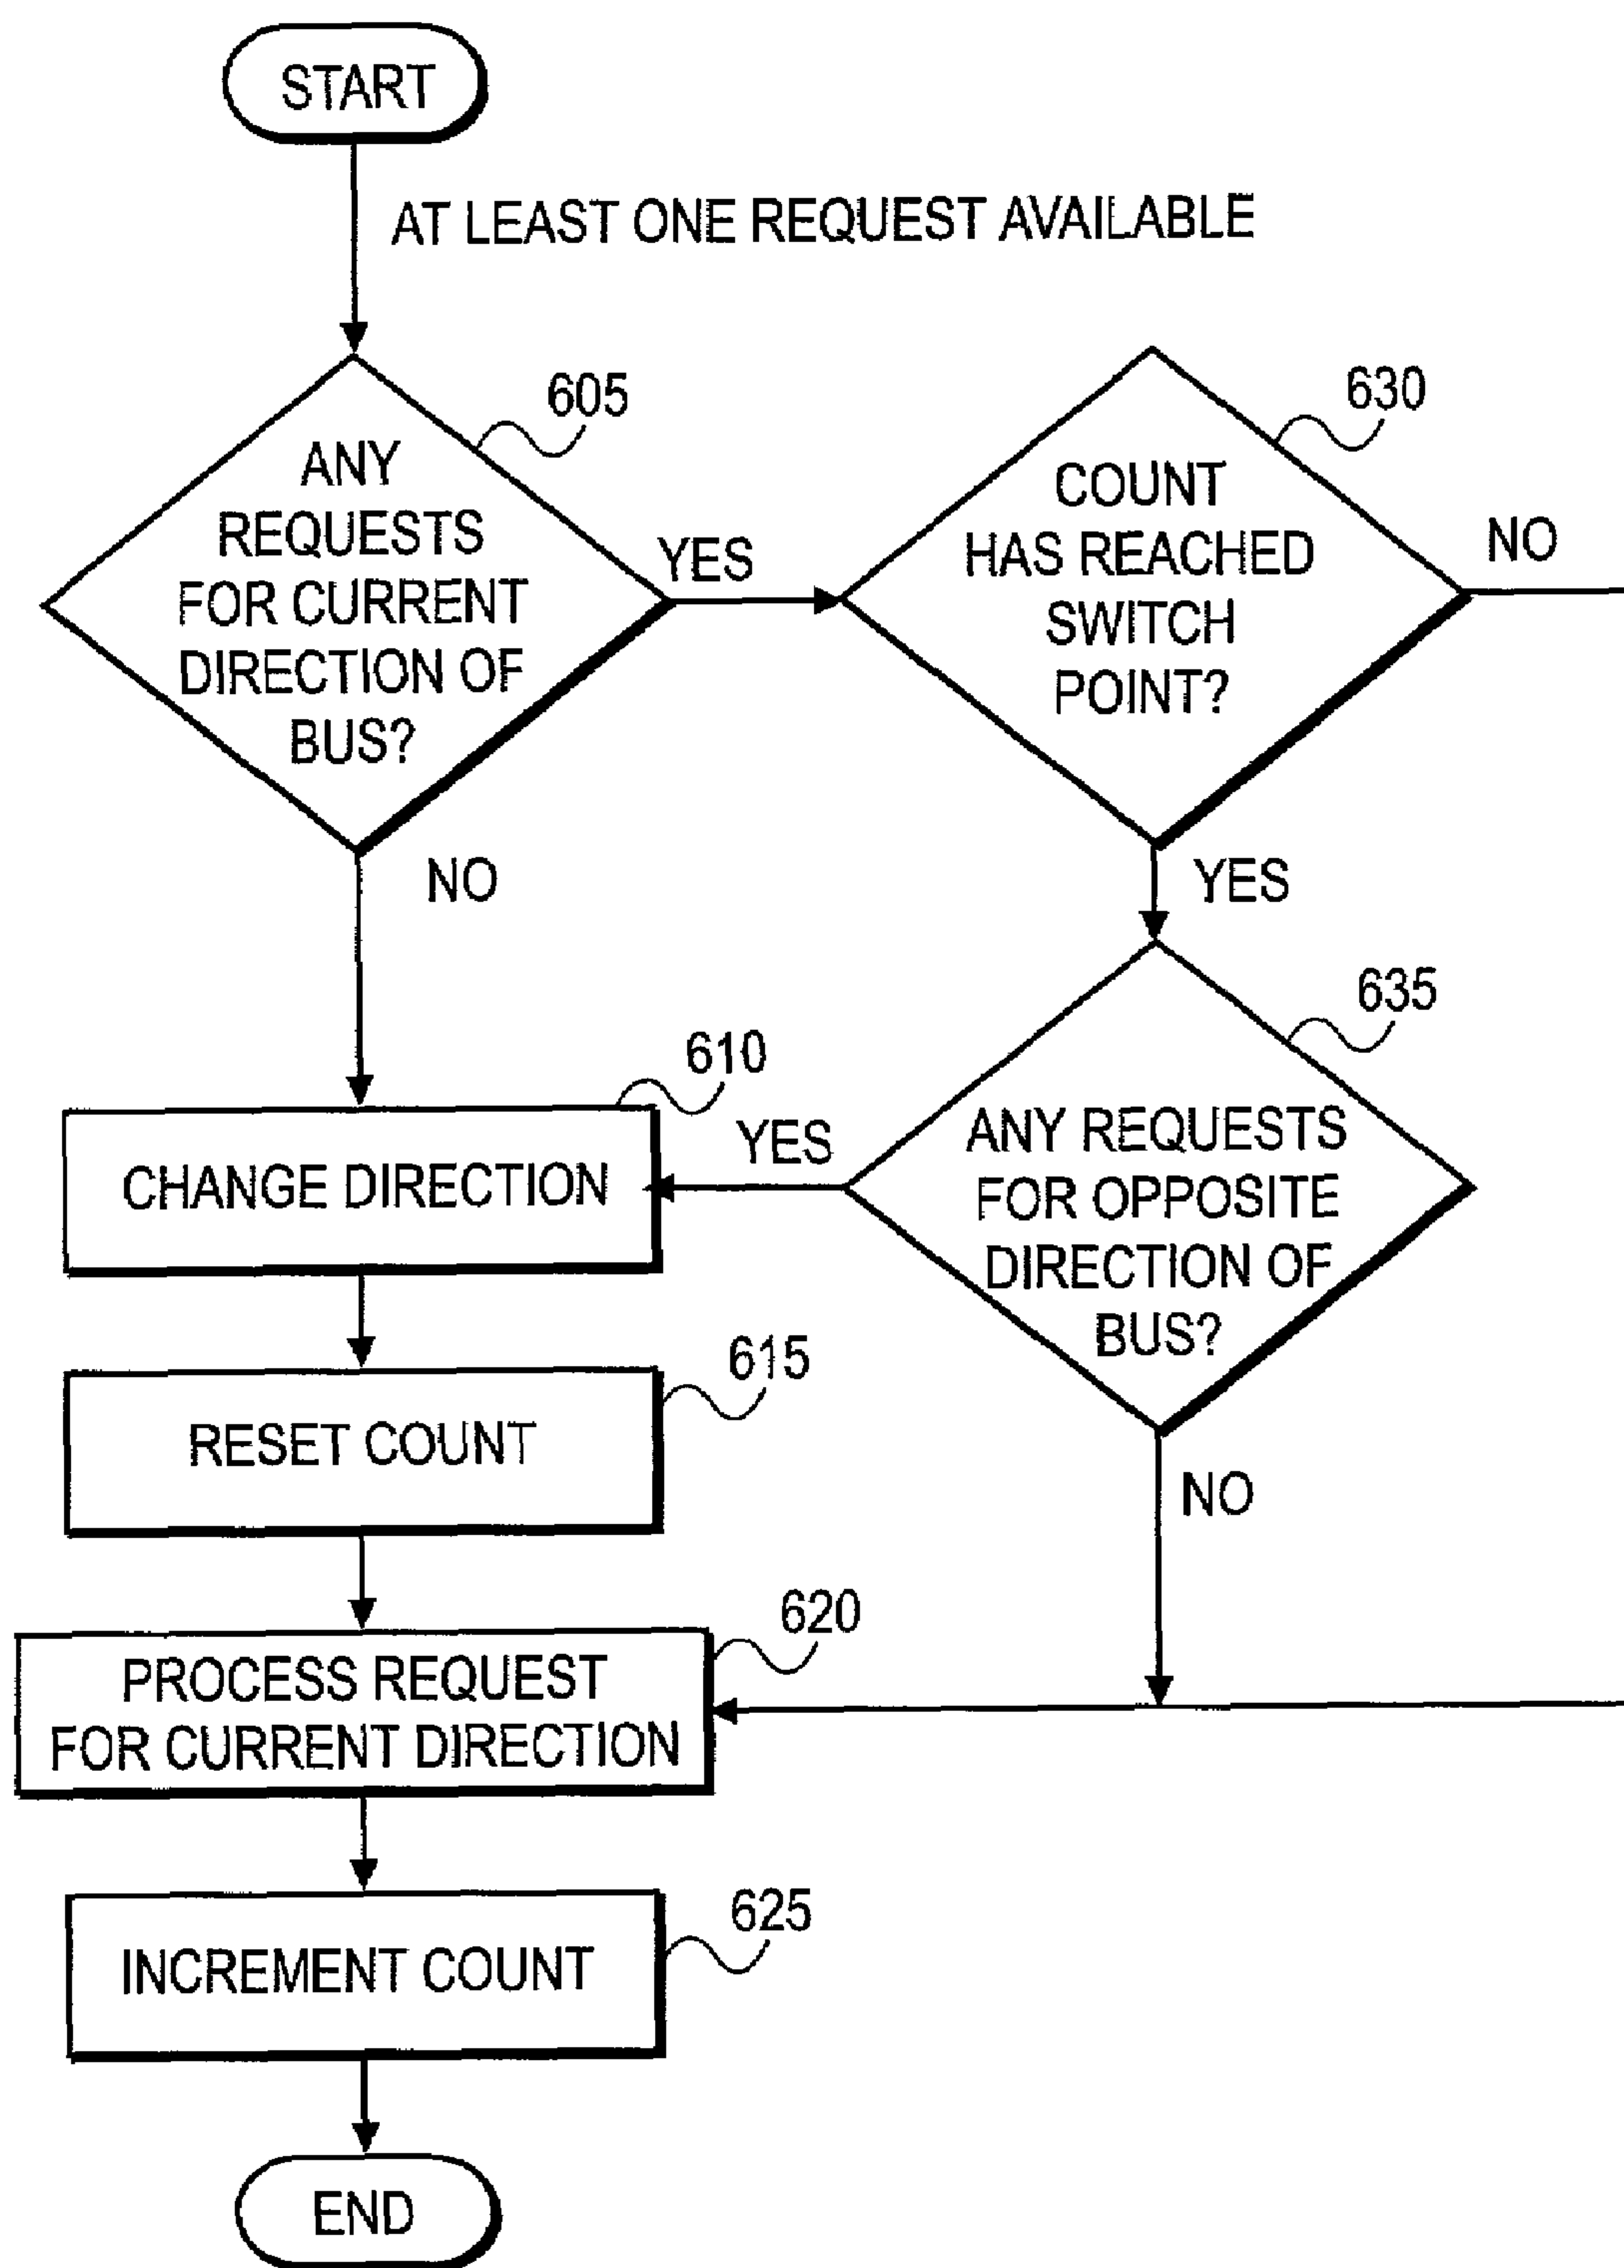 START
AT LEAST ONE REQUEST AVAILABLE
605
ANY
REQUESTS
FOR CURRENT
DIRECTION OF
BUS?
YES
NO
630
COUNT
HAS REACHED
SWITCH
POINT?
NO
YES
635
ANY REQUESTS
FOR OPPOSITE
DIRECTION OF
BUS?
YES
NO
610
CHANGE DIRECTION
615
RESET COUNT
620
PROCESS REQUEST
FOR CURRENT DIRECTION
625
INCREMENT COUNT
END